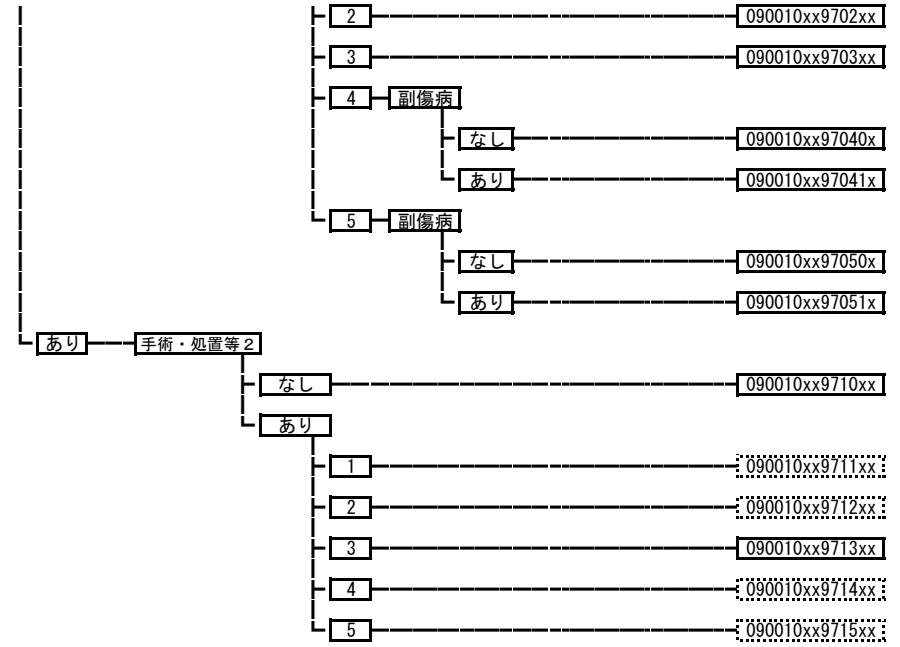 2 090010xx9702xx
3 090010xx9703xx
4 副傷病
なし 090010xx97040x
あり 090010xx97041x
5 副傷病
なし 090010xx97050x
あり 090010xx97051x
あり 手術・処置等2
なし 090010xx9710xx
あり
1 090010xx9711xx
2 090010xx9712xx
3 090010xx9713xx
4 090010xx9714xx
5 090010xx9715xx